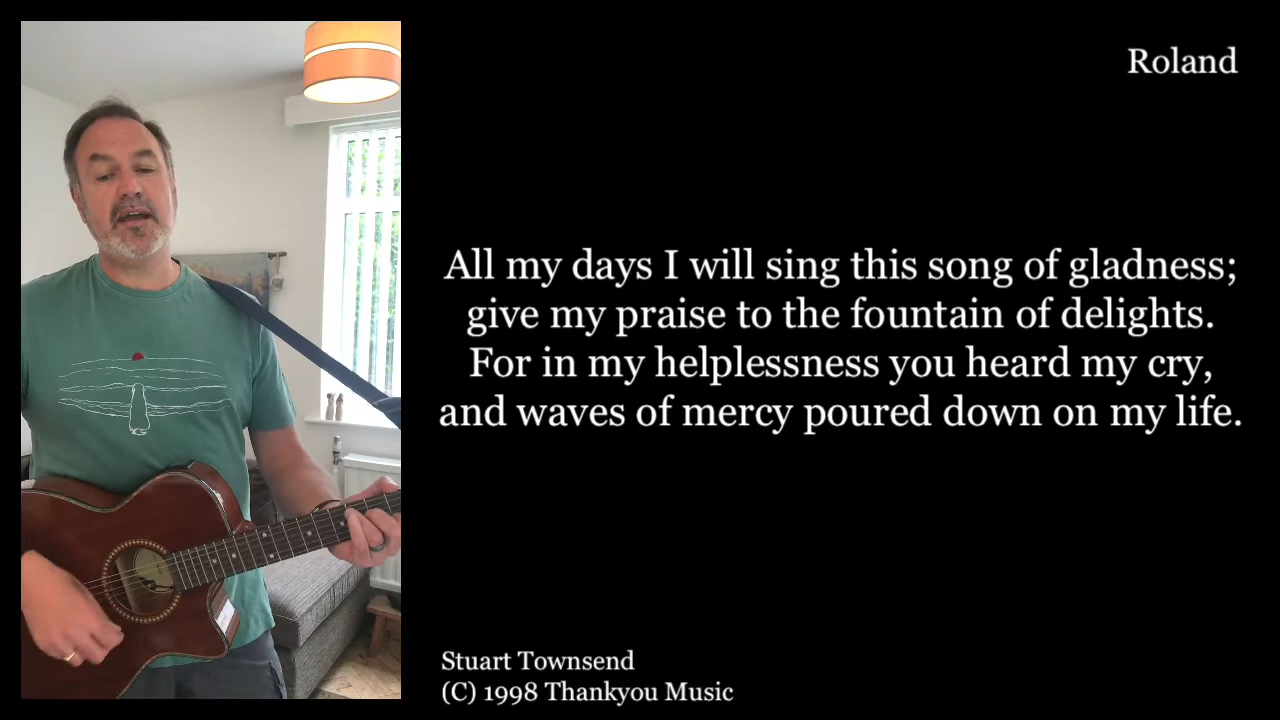 Roland
All my days I will sing this song of gladness;
give my praise to the fountain of delights.
For in my helplessness you heard my cry,
and waves of mercy poured down on my life.
Stuart Townsend
(C) 1998 Thankyou Music